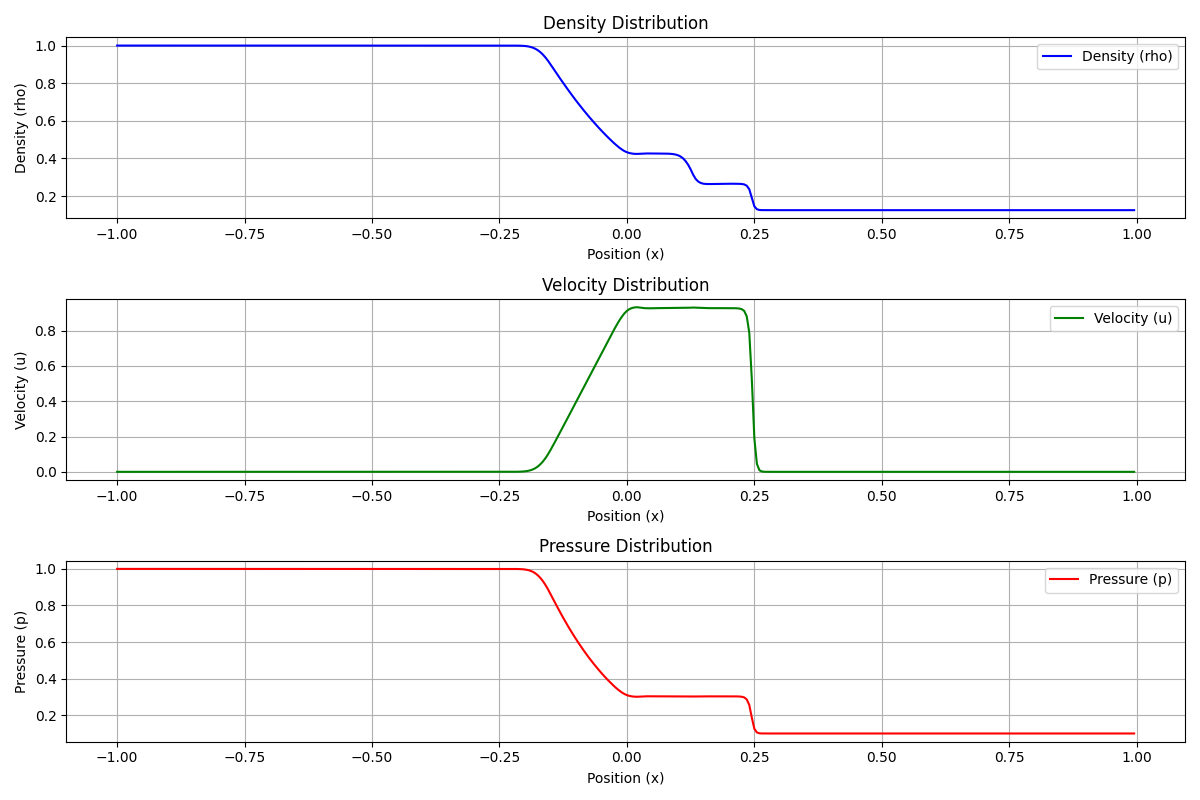 Density Distribution
Density (rho)
1.0
0.8
0.6
0.4
0.2
Density (rho)
−1.00 −0.75 −0.50 −0.25 0.00 0.25 0.50 0.75 1.00
Position (x)
Velocity Distribution
Velocity (u)
0.8
0.6
0.4
0.2
0.0
Velocity (u)
−1.00 −0.75 −0.50 −0.25 0.00 0.25 0.50 0.75 1.00
Position (x)
Pressure Distribution
Pressure (p)
1.0
0.8
0.6
0.4
0.2
Pressure (p)
−1.00 −0.75 −0.50 −0.25 0.00 0.25 0.50 0.75 1.00
Position (x)